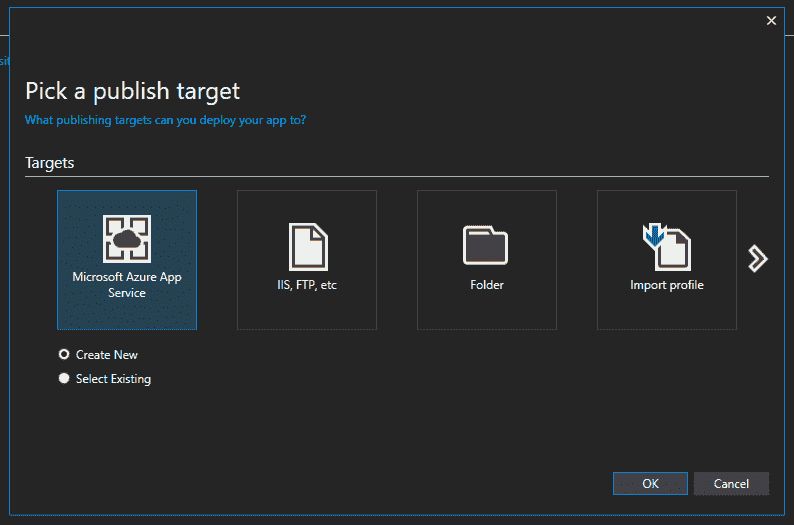 sit
Pick a publish target
What publishing targets can you deploy your app to?
Targets
Microsoft Azure App
Service
IIS, FTP, etc
Folder
Import profile
Create New
Select Existing
OK
Cancel